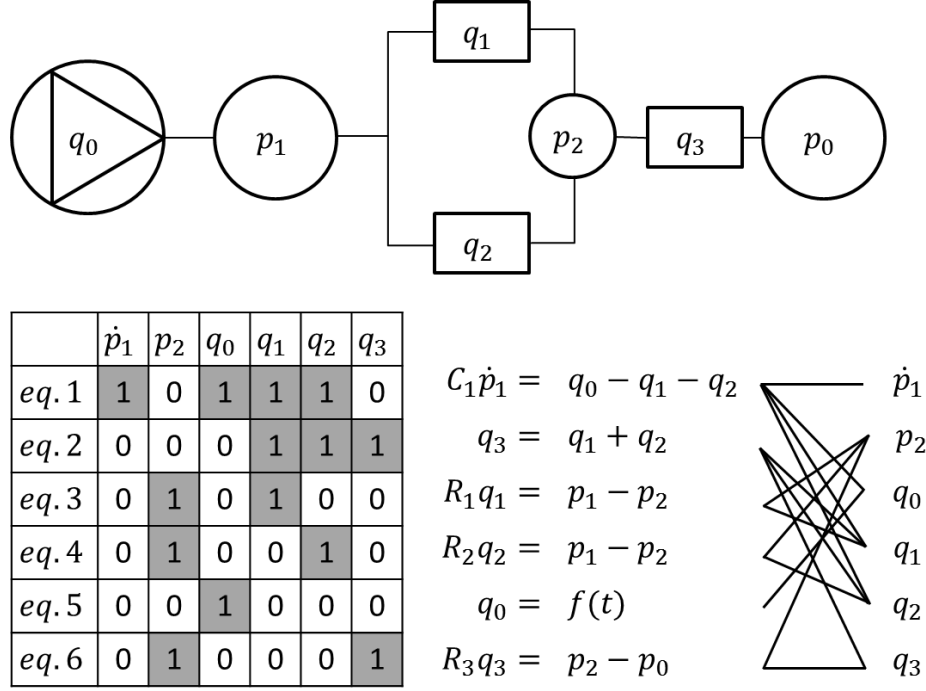 q₁
q₀ p₁ p₂ q₃ p₀
q₂
ṗ₁ p₂ q₀ q₁ q₂ q₃
eq. 1 1 0 1 1 1 0
eq. 2 0 0 0 1 1 1
eq. 3 0 1 0 1 0 0
eq. 4 0 1 0 0 1 0
eq. 5 0 0 1 0 0 0
eq. 6 0 1 0 0 0 1
C₁ṗ₁ = q₀ − q₁ − q₂ ṗ₁
q₃ = q₁ + q₂ p₂
R₁q₁ = p₁ − p₂ q₀
R₂q₂ = p₁ − p₂ q₁
q₀ = f(t) q₂
R₃q₃ = p₂ − p₀ q₃